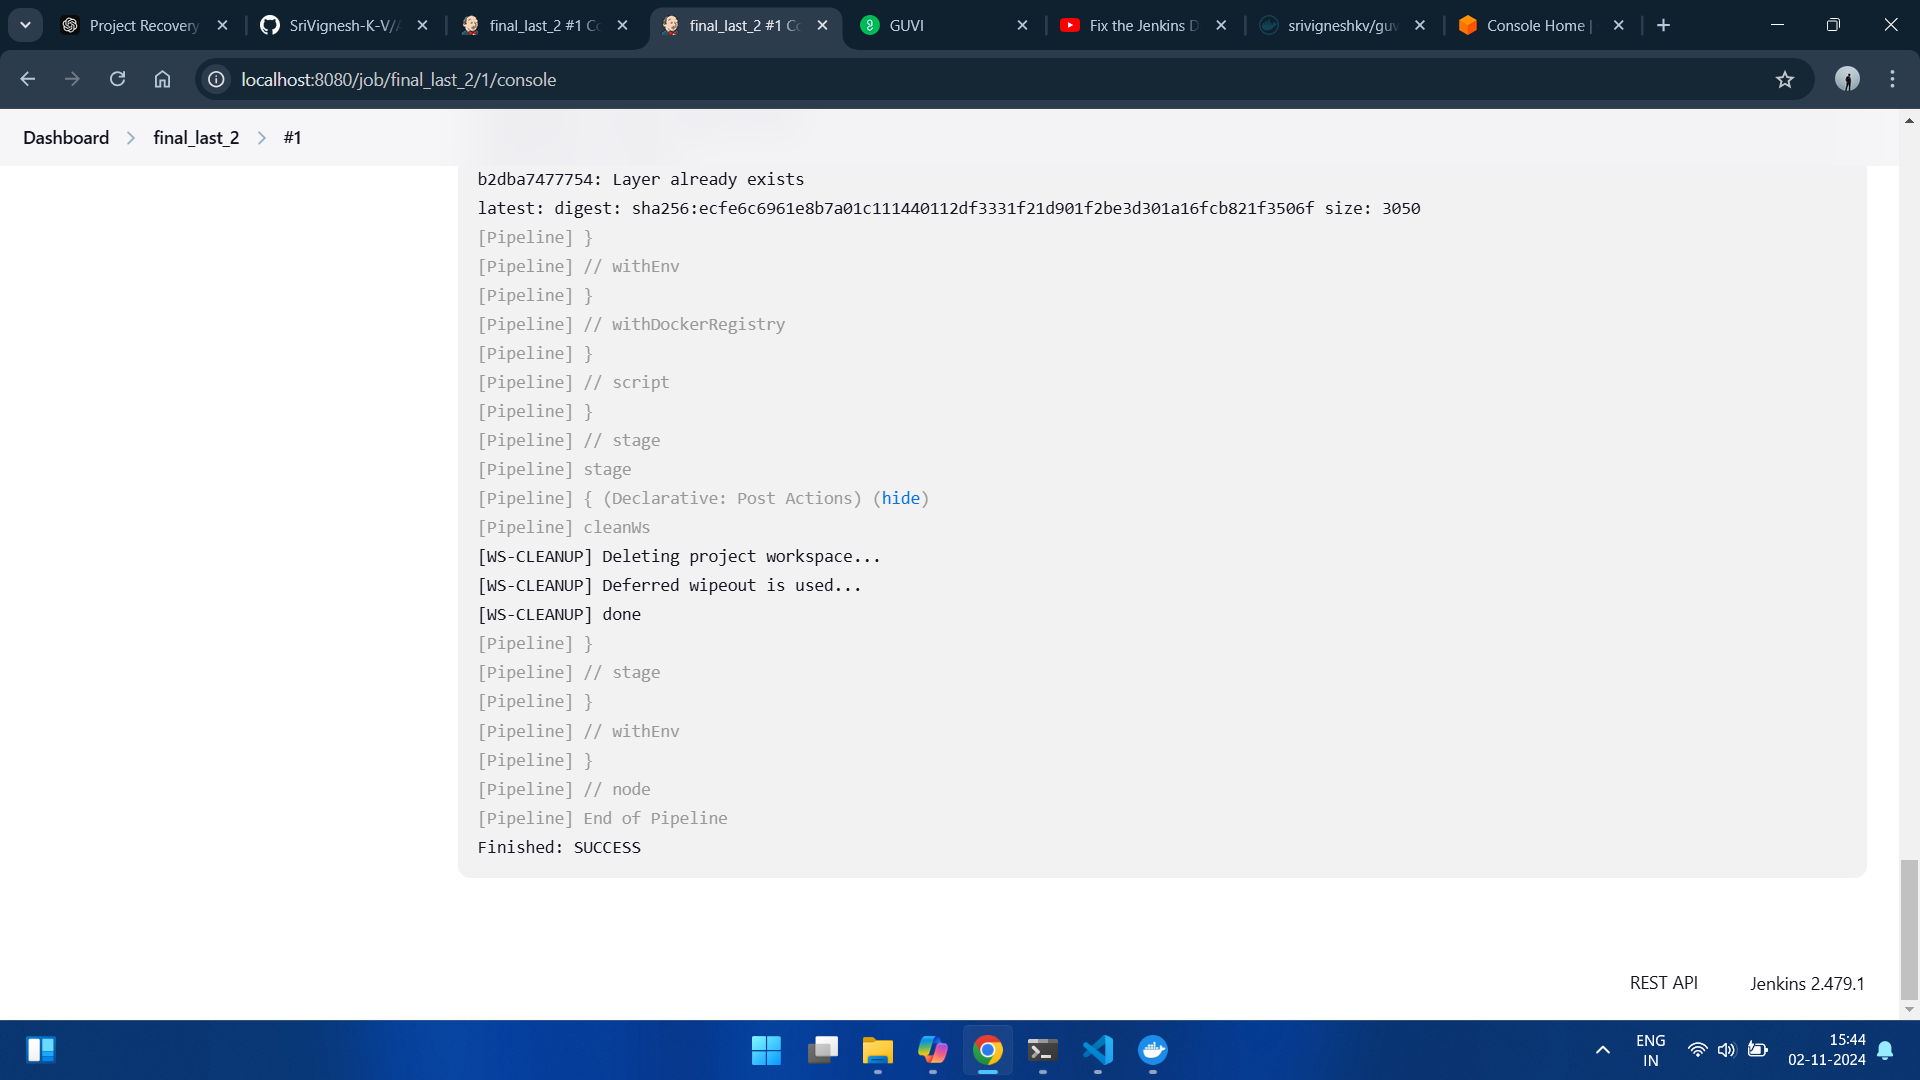 Project Recovery
SriVignesh-K-V/
final_last_2 #1 Co
final_last_2 #1 Co
GUVI
Fix the Jenkins D
srivigneshkv/guv
Console Home |
localhost:8080/job/final_last_2/1/console
Dashboard
final_last_2
#1
b2dba7477754: Layer already exists
latest: digest: sha256:ecfe6c6961e8b7a01c111440112df3331f21d901f2be3d301a16fcb821f3506f size: 3050
[Pipeline] }
[Pipeline] // withEnv
[Pipeline] }
[Pipeline] // withDockerRegistry
[Pipeline] }
[Pipeline] // script
[Pipeline] }
[Pipeline] // stage
[Pipeline] stage
[Pipeline] { (Declarative: Post Actions) (hide)
[Pipeline] cleanWs
[WS-CLEANUP] Deleting project workspace...
[WS-CLEANUP] Deferred wipeout is used...
[WS-CLEANUP] done
[Pipeline] }
[Pipeline] // stage
[Pipeline] }
[Pipeline] // withEnv
[Pipeline] }
[Pipeline] // node
[Pipeline] End of Pipeline
Finished: SUCCESS
REST API
Jenkins 2.479.1
ENG
IN
15:44
02-11-2024